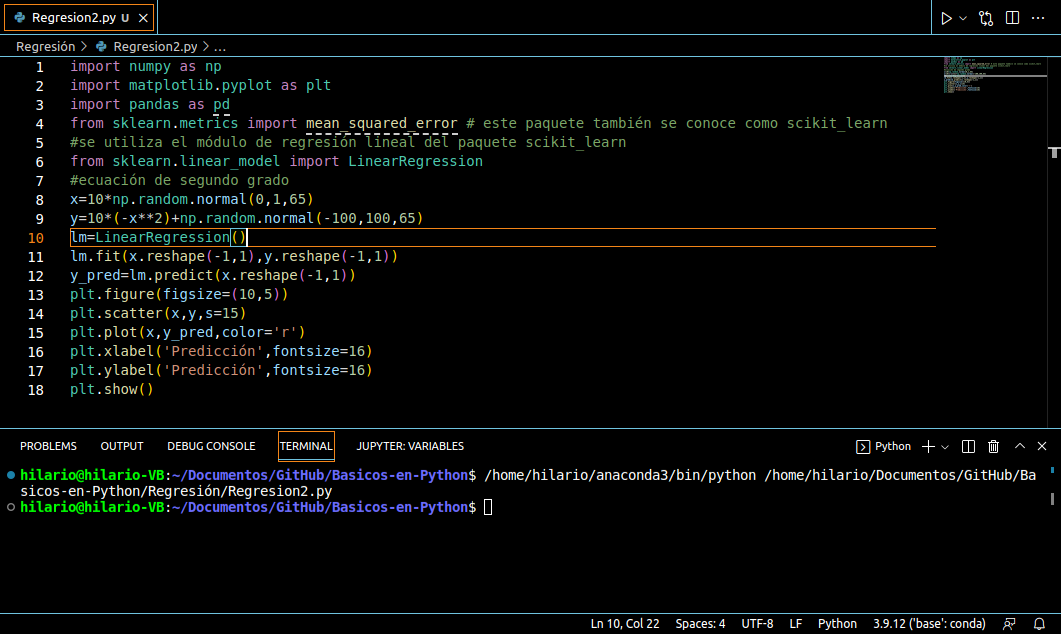 Regresion2.py U
Regresión > Regresion2.py > ...
1 import numpy as np
2 import matplotlib.pyplot as plt
3 import pandas as pd
4 from sklearn.metrics import mean_squared_error # este paquete también se conoce como scikit_learn
5 #se utiliza el módulo de regresión lineal del paquete scikit_learn
6 from sklearn.linear_model import LinearRegression
7 #ecuación de segundo grado
8 x=10*np.random.normal(0,1,65)
9 y=10*(-x**2)+np.random.normal(-100,100,65)
10 lm=LinearRegression()
11 lm.fit(x.reshape(-1,1),y.reshape(-1,1))
12 y_pred=lm.predict(x.reshape(-1,1))
13 plt.figure(figsize=(10,5))
14 plt.scatter(x,y,s=15)
15 plt.plot(x,y_pred,color='r')
16 plt.xlabel('Predicción',fontsize=16)
17 plt.ylabel('Predicción',fontsize=16)
18 plt.show()
PROBLEMS OUTPUT DEBUG CONSOLE TERMINAL JUPYTER: VARIABLES Python
hilario@hilario-VB:~/Documentos/GitHub/Basicos-en-Python$ /home/hilario/anaconda3/bin/python /home/hilario/Documentos/GitHub/Ba
sicos-en-Python/Regresión/Regresion2.py
hilario@hilario-VB:~/Documentos/GitHub/Basicos-en-Python$
Ln 10, Col 22 Spaces: 4 UTF-8 LF Python 3.9.12 ('base': conda)